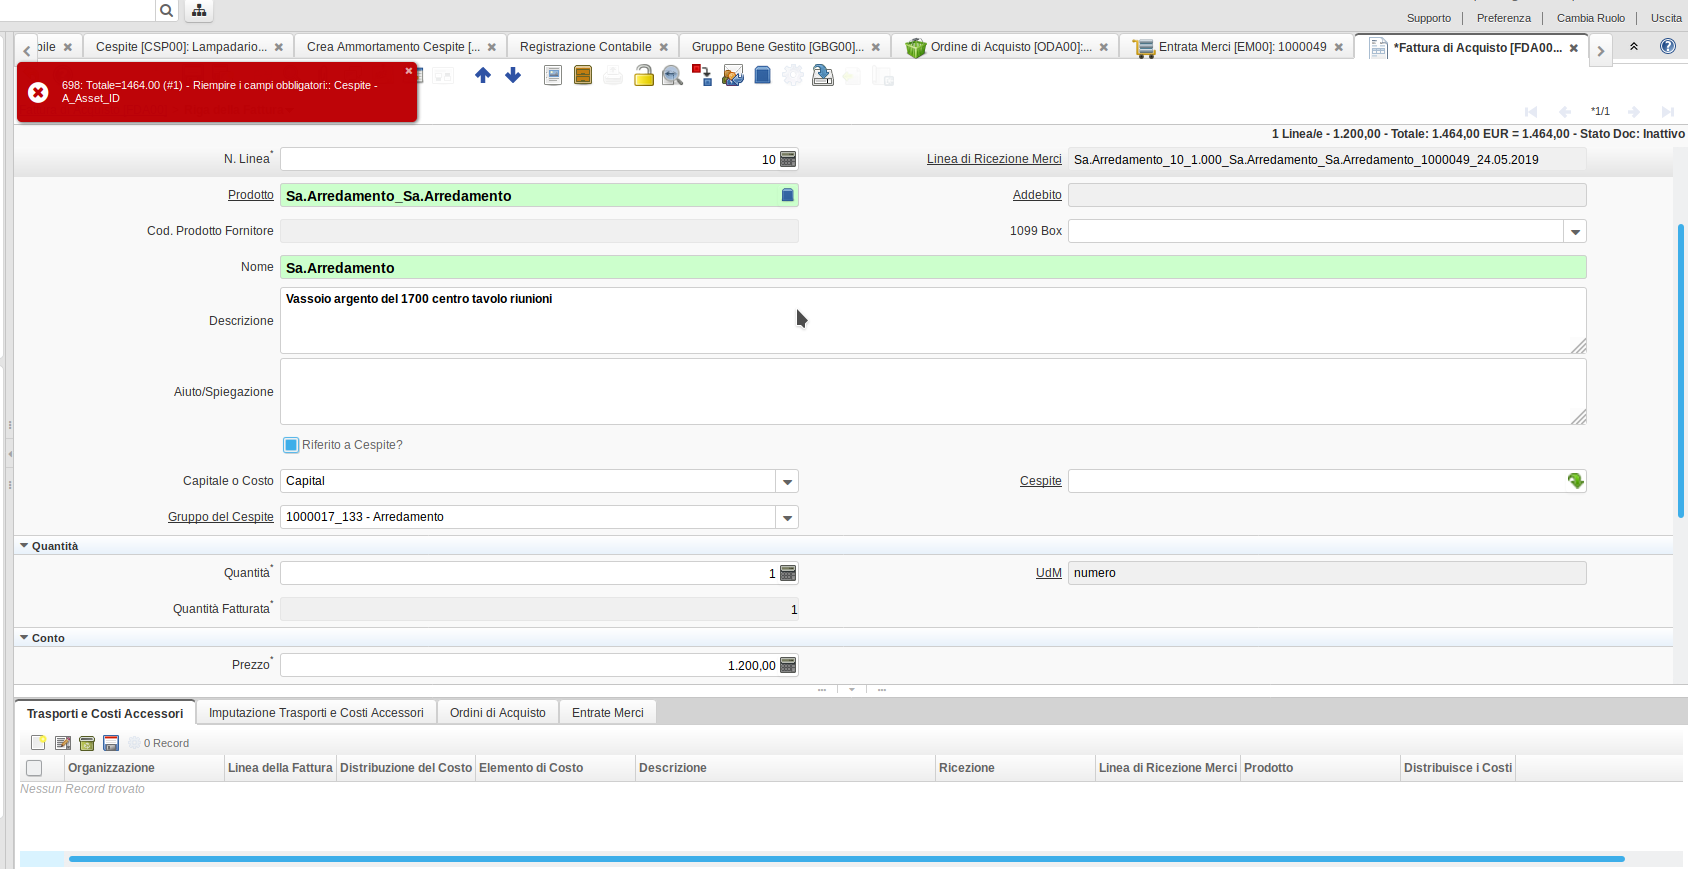 Supporto
Preferenza
Cambia Ruolo
Uscita
bile
Cespite [CSP00]: Lampadario...
Crea Ammortamento Cespite [...
Registrazione Contabile
Gruppo Bene Gestito [GBG00]...
Ordine di Acquisto [ODA00]:...
Entrata Merci [EM00]: 1000049
*Fattura di Acquisto [FDA00...
698: Totale=1464.00 (#1) - Riempire i campi obbligatori:: Cespite -
A_Asset_ID
*1/1
1 Linea/e - 1.200,00 - Totale: 1.464,00 EUR = 1.464,00 - Stato Doc: Inattivo
N. Linea* 10
Linea di Ricezione Merci Sa.Arredamento_10_1.000_Sa.Arredamento_Sa.Arredamento_1000049_24.05.2019
Prodotto Sa.Arredamento_Sa.Arredamento
Addebito
Cod. Prodotto Fornitore
1099 Box
Nome Sa.Arredamento
Descrizione Vassoio argento del 1700 centro tavolo riunioni
Aiuto/Spiegazione
Riferito a Cespite?
Capitale o Costo Capital
Cespite
Gruppo del Cespite 1000017_133 - Arredamento
Quantità
Quantità* 1
UdM numero
Quantità Fatturata* 1
Conto
Prezzo* 1.200,00
Trasporti e Costi Accessori
Imputazione Trasporti e Costi Accessori
Ordini di Acquisto
Entrate Merci
0 Record
Organizzazione
Linea della Fattura
Distribuzione del Costo
Elemento di Costo
Descrizione
Ricezione
Linea di Ricezione Merci
Prodotto
Distribuisce i Costi
Nessun Record trovato